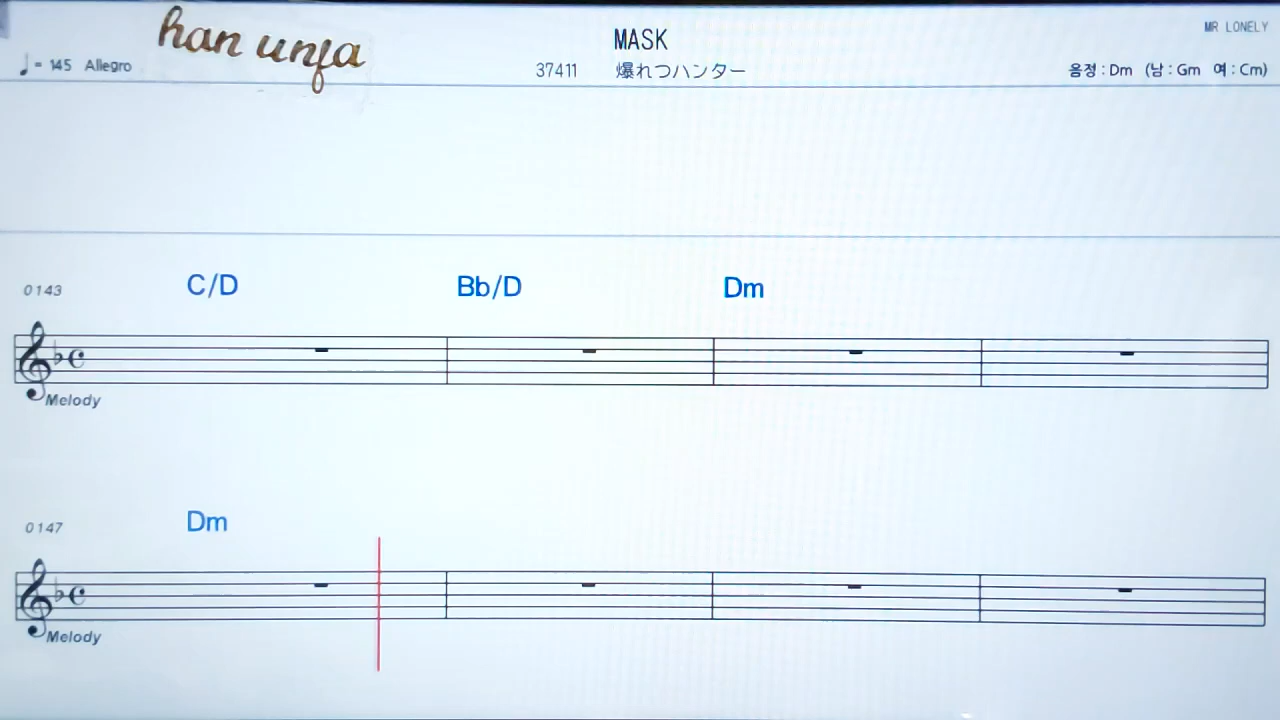 han unfa
MASK
MR LONELY
♩= 145 Allegro
37411 爆れつハンター
음정 : Dm (남 : Gm 여 : Cm)
0143 C/D Bb/D Dm
Melody
0147 Dm
Melody